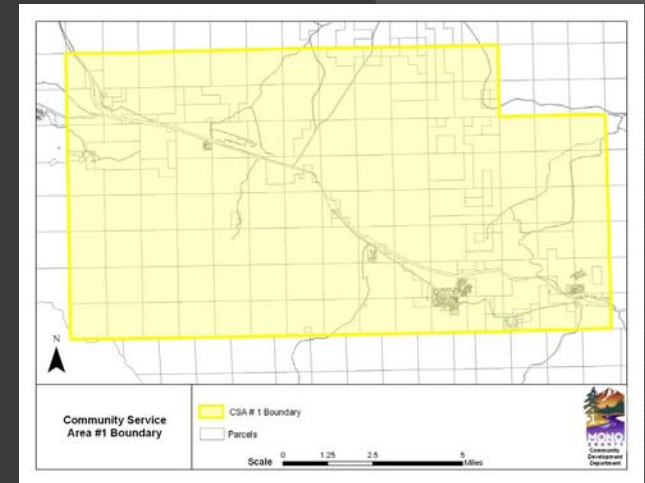 N
Community Service
Area #1 Boundary
CSA # 1 Boundary
Parcels
Scale 0 1.25 2.5 5
Miles
MONO
COUNTY
Community
Development
Department